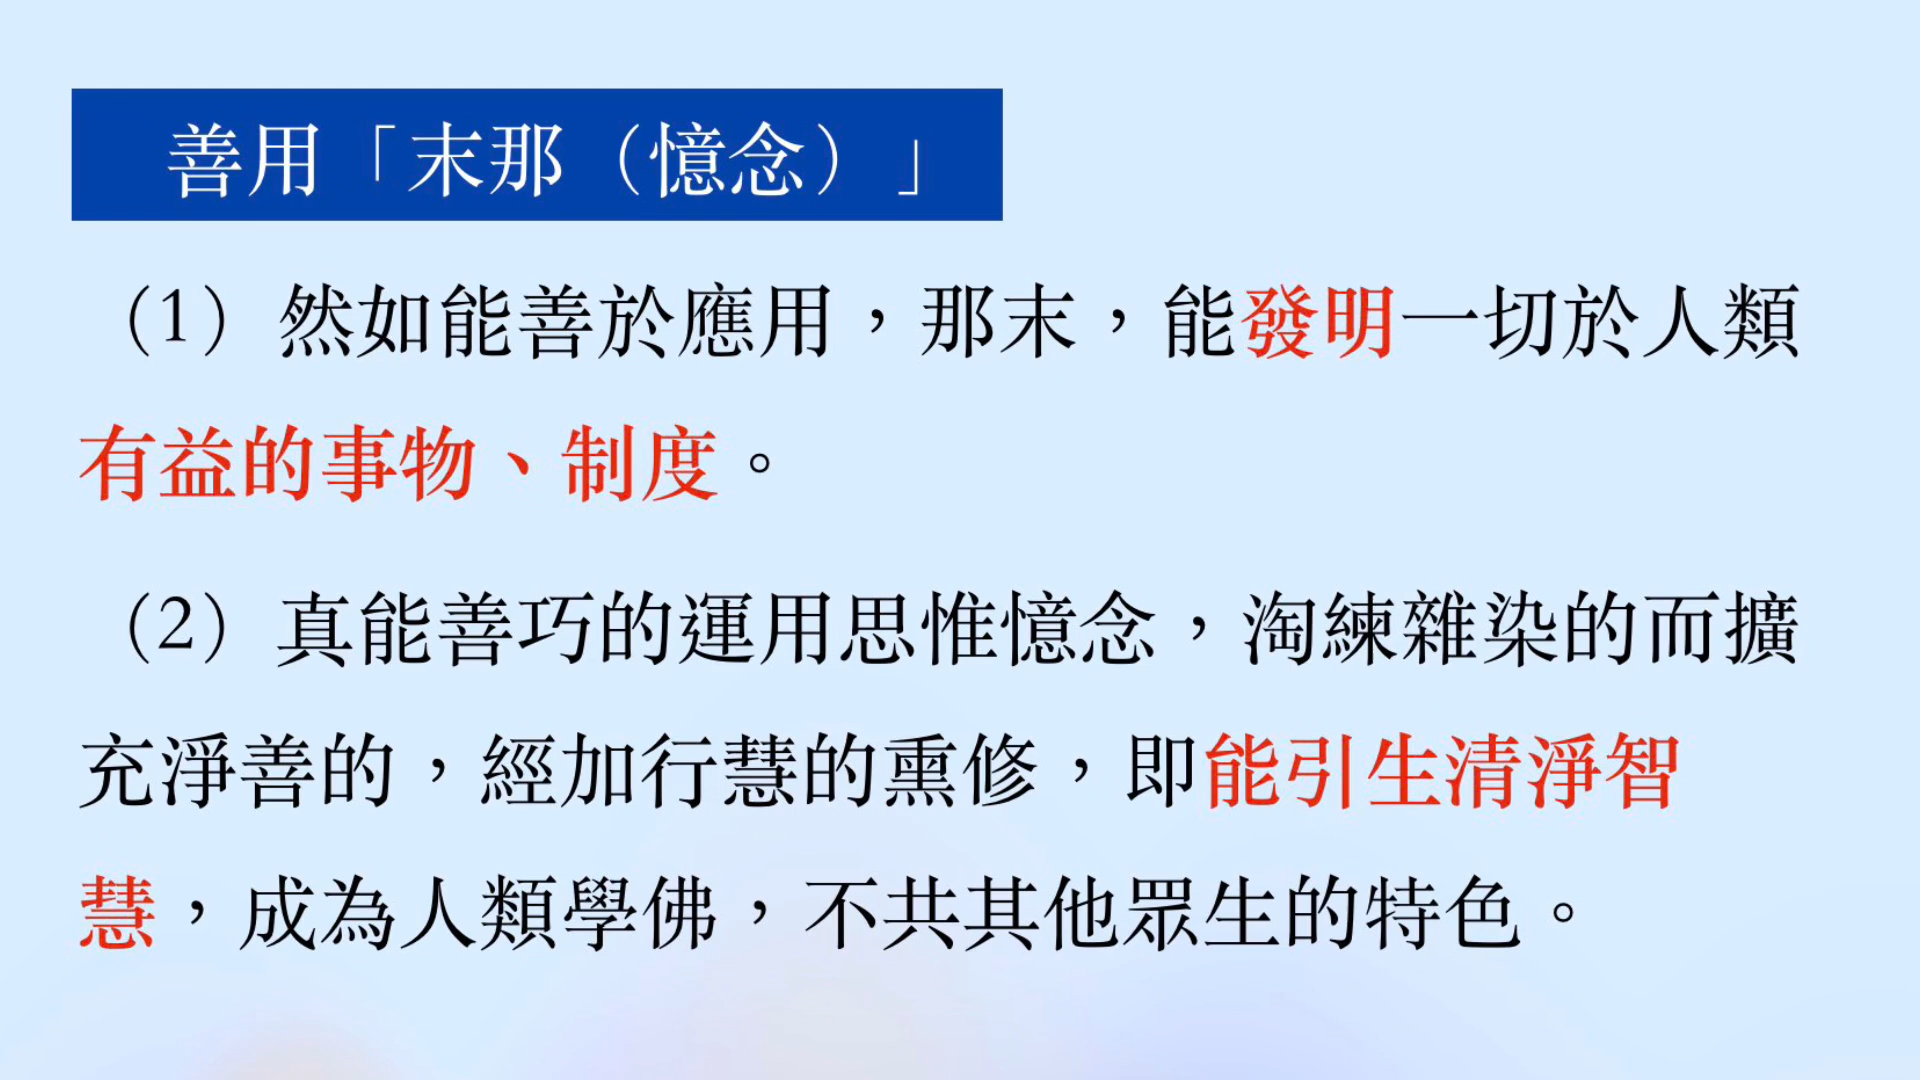 善用「末那（憶念）」
（1）然如能善於應用，那末，能發明一切於人類
有益的事物、制度。
（2）真能善巧的運用思惟憶念，淘練雜染的而擴
充淨善的，經加行慧的熏修，即能引生清淨智
慧，成為人類學佛，不共其他眾生的特色。